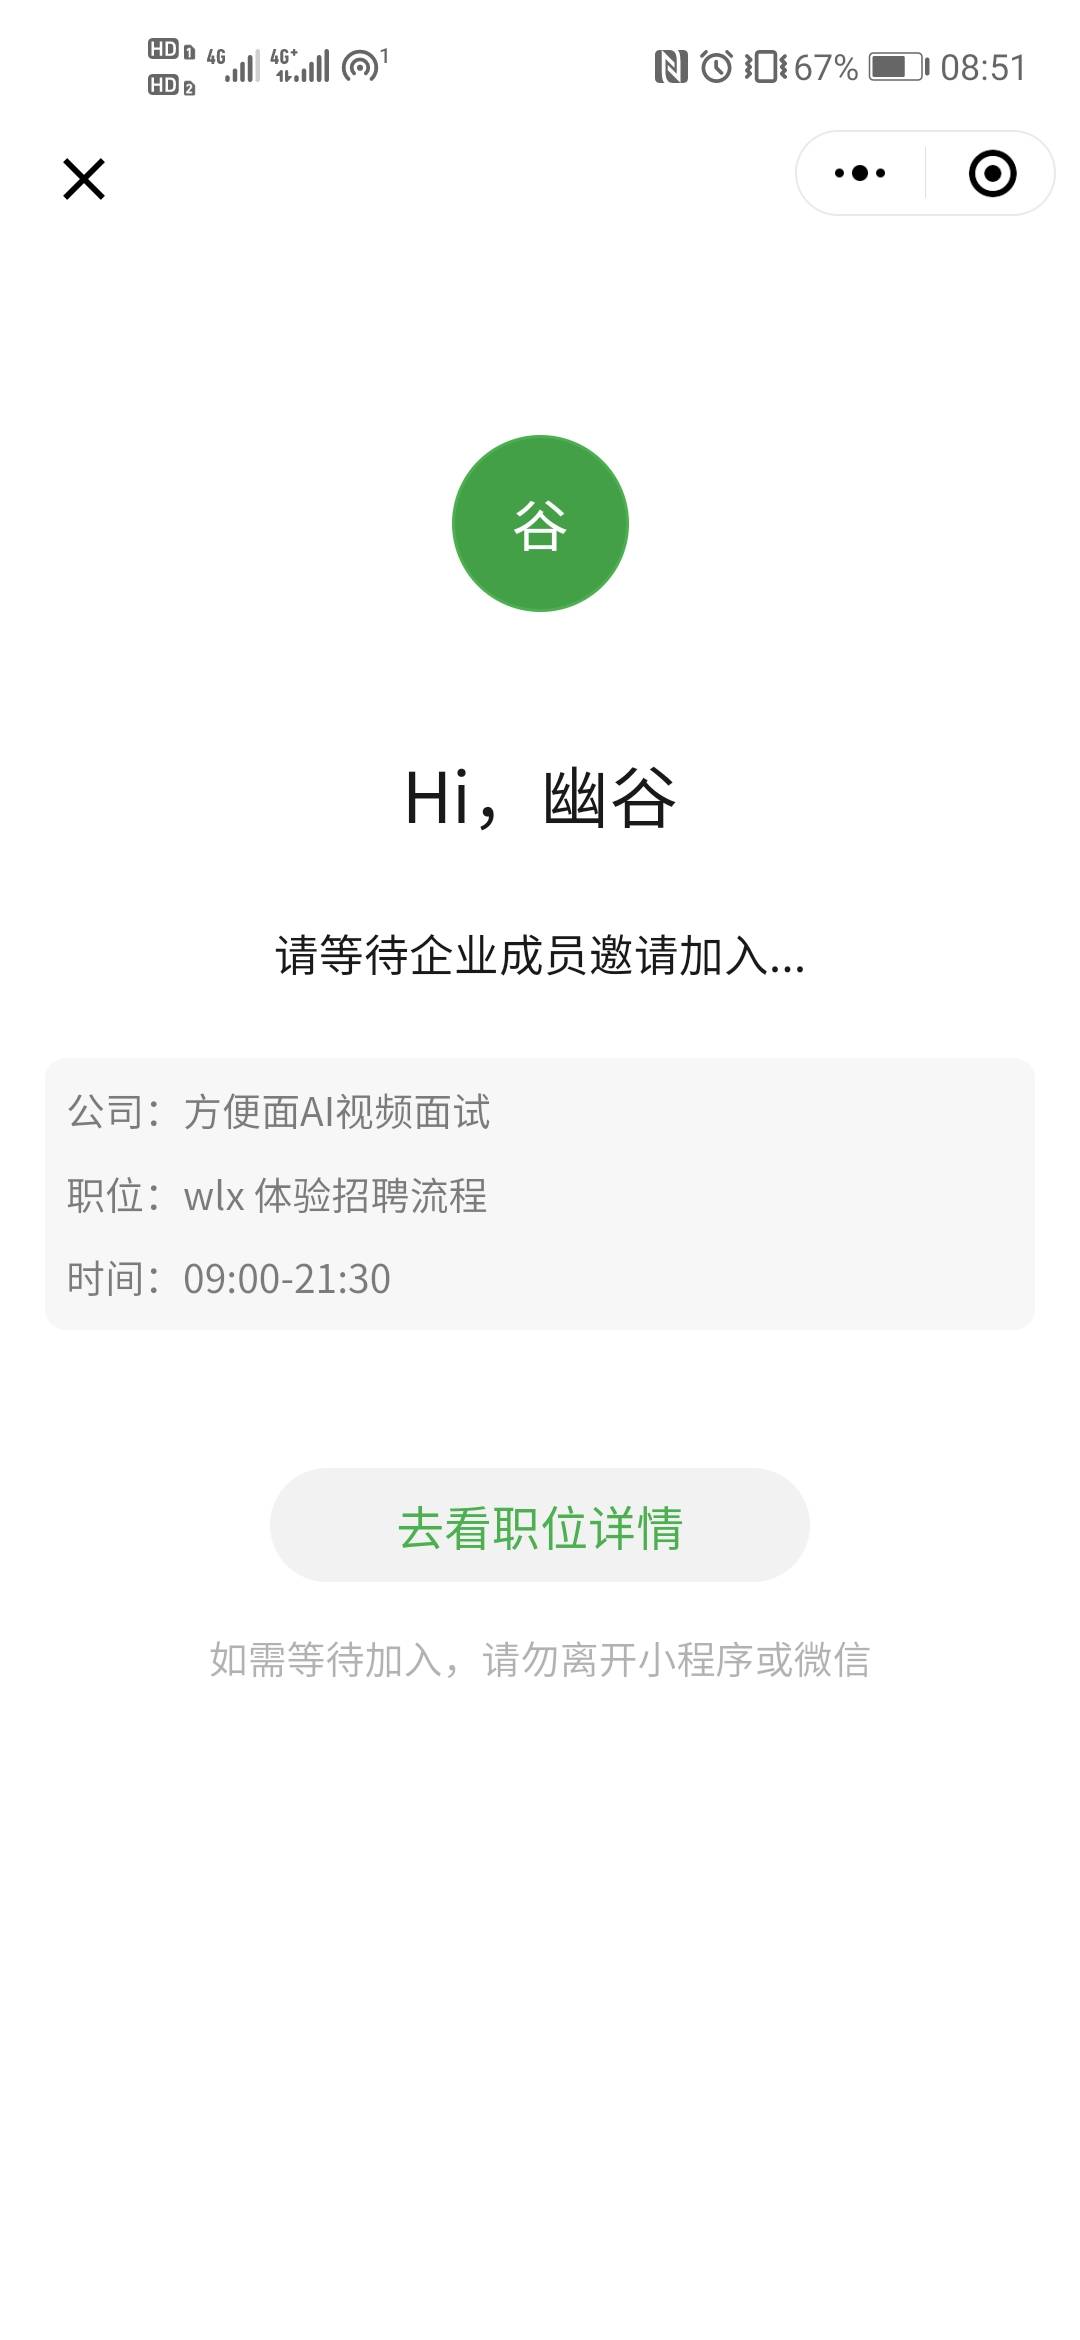 HD 1 4G 4G+ 1 67% 08:51
HD 2
谷
Hi，幽谷
请等待企业成员邀请加入...
公司：方便面AI视频面试
职位：wlx 体验招聘流程
时间：09:00-21:30
去看职位详情
如需等待加入，请勿离开小程序或微信